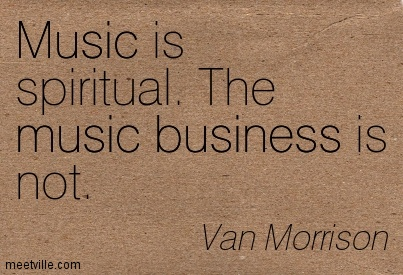 Music is
spiritual. The
music business is
not.
Van Morrison
meetville.com